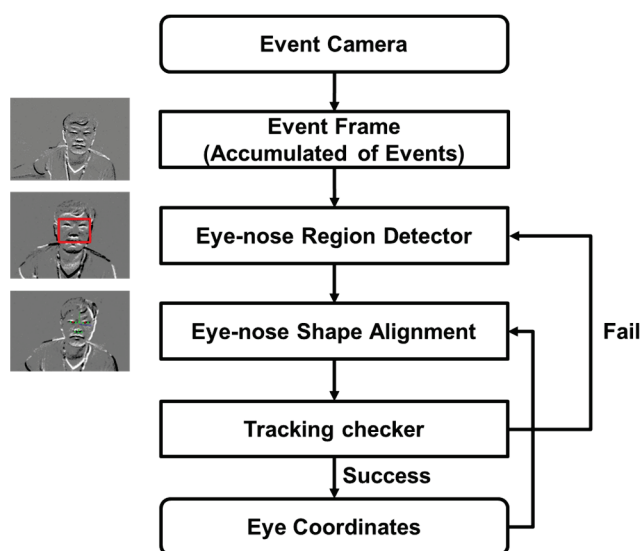 Event Camera
Event Frame
(Accumulated of Events)
Eye-nose Region Detector
Eye-nose Shape Alignment
Fail
Tracking checker
Success
Eye Coordinates